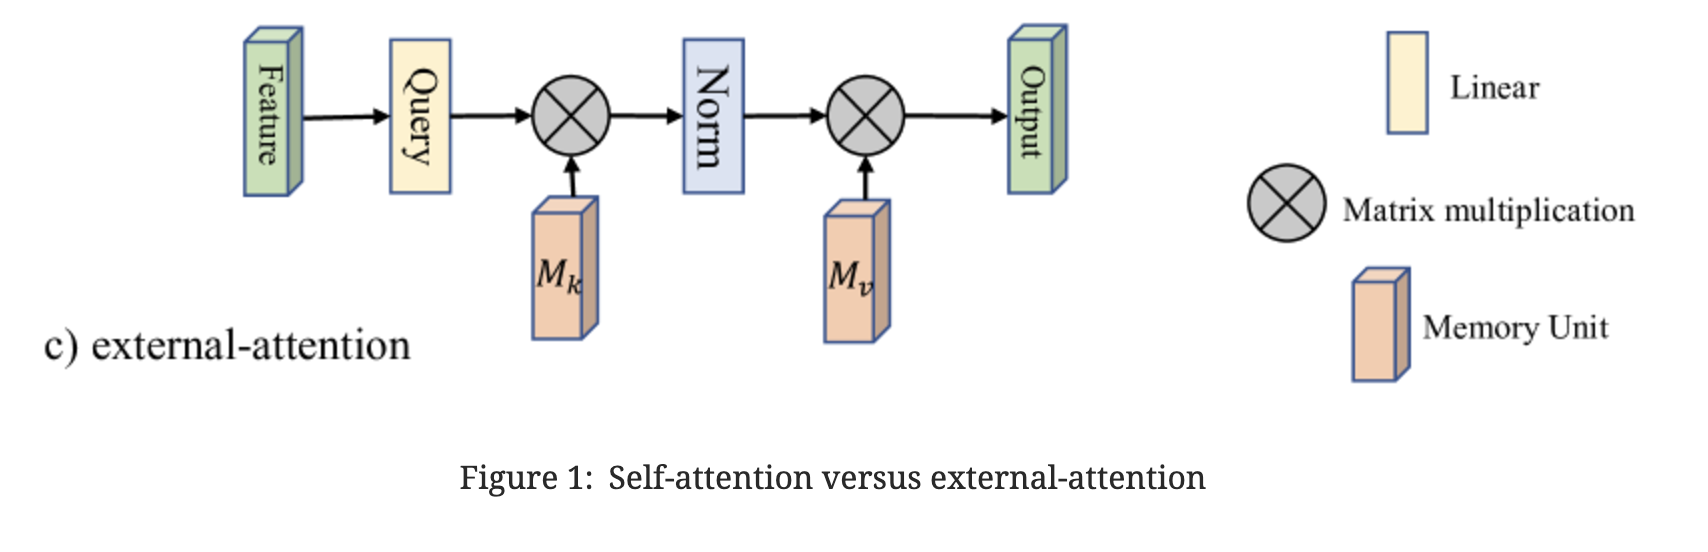 Feature
Query
Norm
Output
Linear
Matrix multiplication
M_k
M_v
Memory Unit
c) external-attention
Figure 1: Self-attention versus external-attention